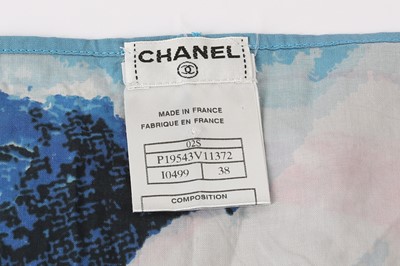 CHANEL
MADE IN FRANCE
FABRIQUE EN FRANCE
02S
P19543V11372
I0499 38
COMPOSITION